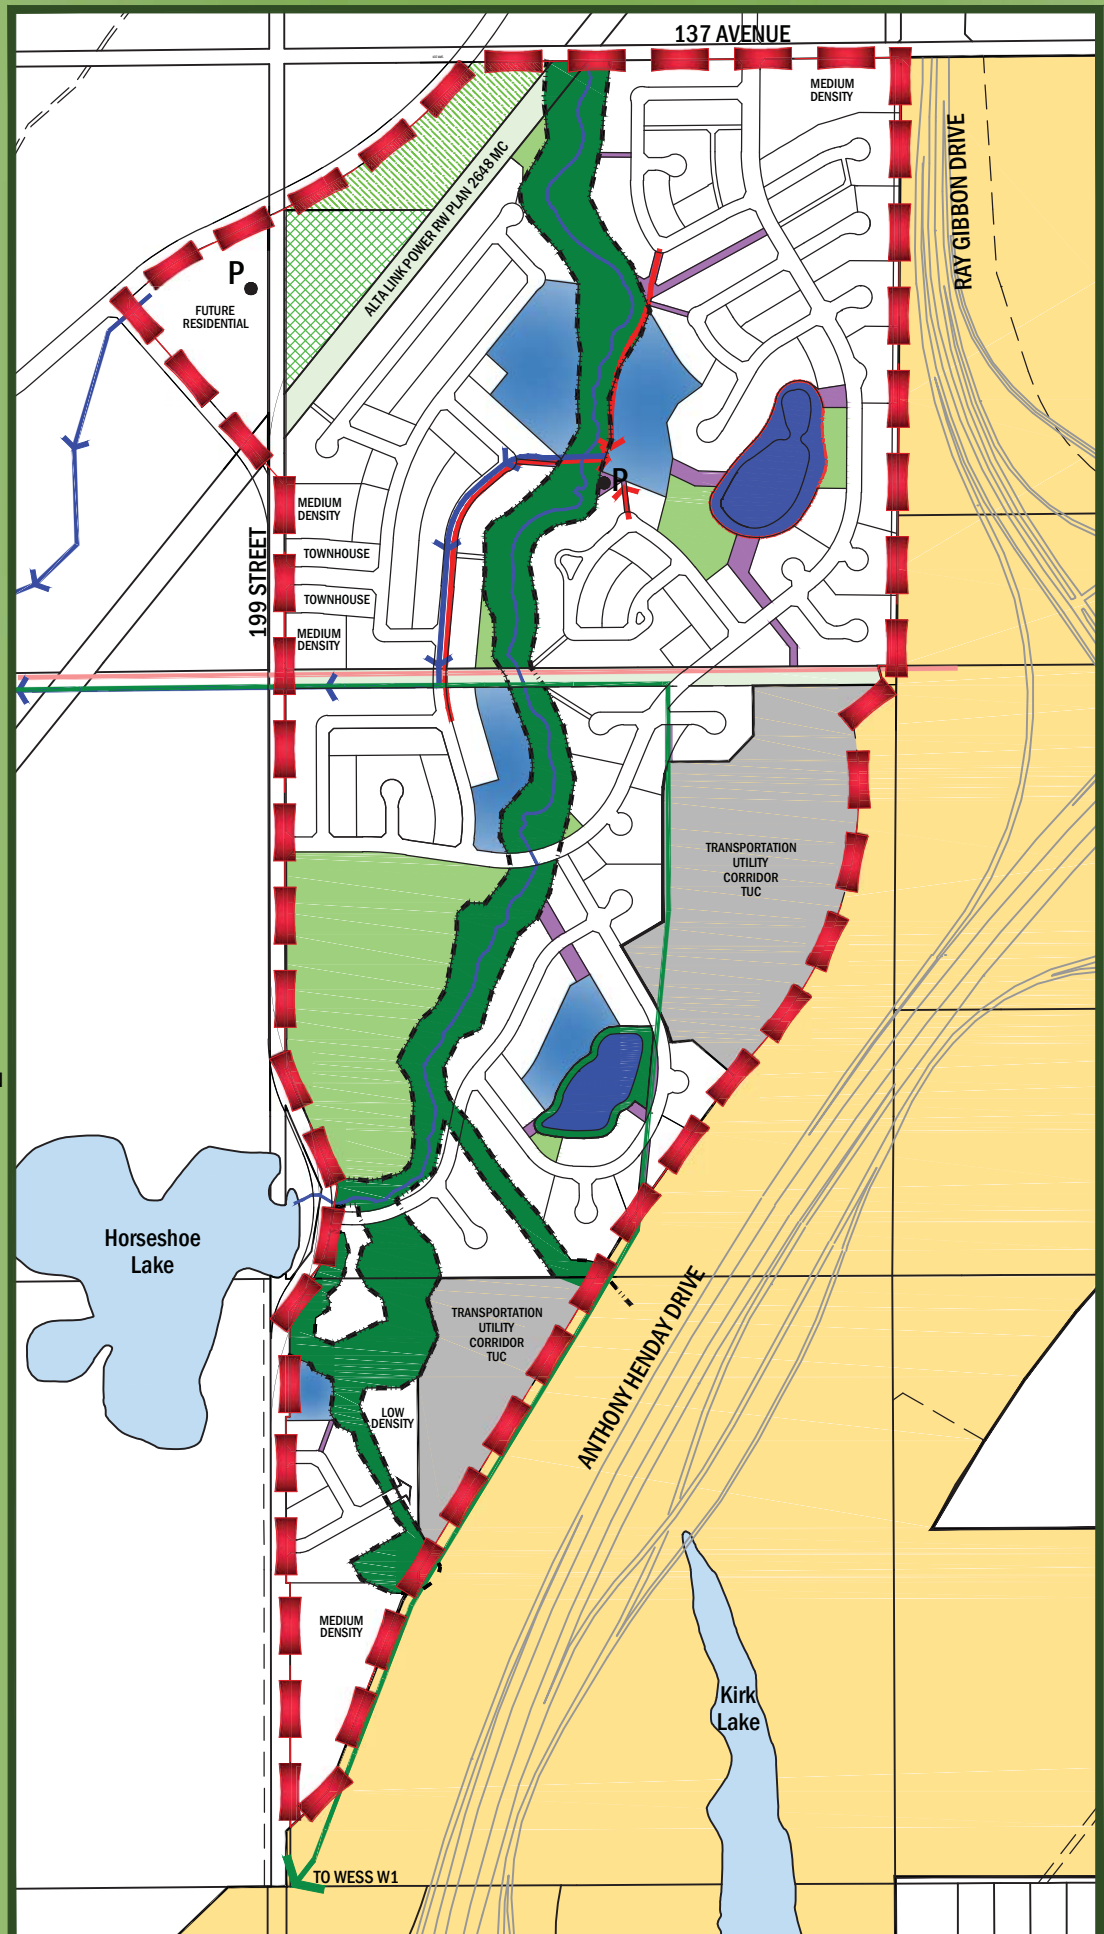 137 AVENUE
MEDIUM
DENSITY
RAY GIBBON DRIVE
ALTA LINK POWER RW PLAN 2648 MC
P
FUTURE
RESIDENTIAL
P
MEDIUM
DENSITY
199 STREET
TOWNHOUSE
TOWNHOUSE
MEDIUM
DENSITY
TRANSPORTATION
UTILITY
CORRIDOR
TUC
Horseshoe
Lake
TRANSPORTATION
UTILITY
CORRIDOR
TUC
ANTHONY HENDAY DRIVE
LOW
DENSITY
MEDIUM
DENSITY
Kirk
Lake
TO WESS W1